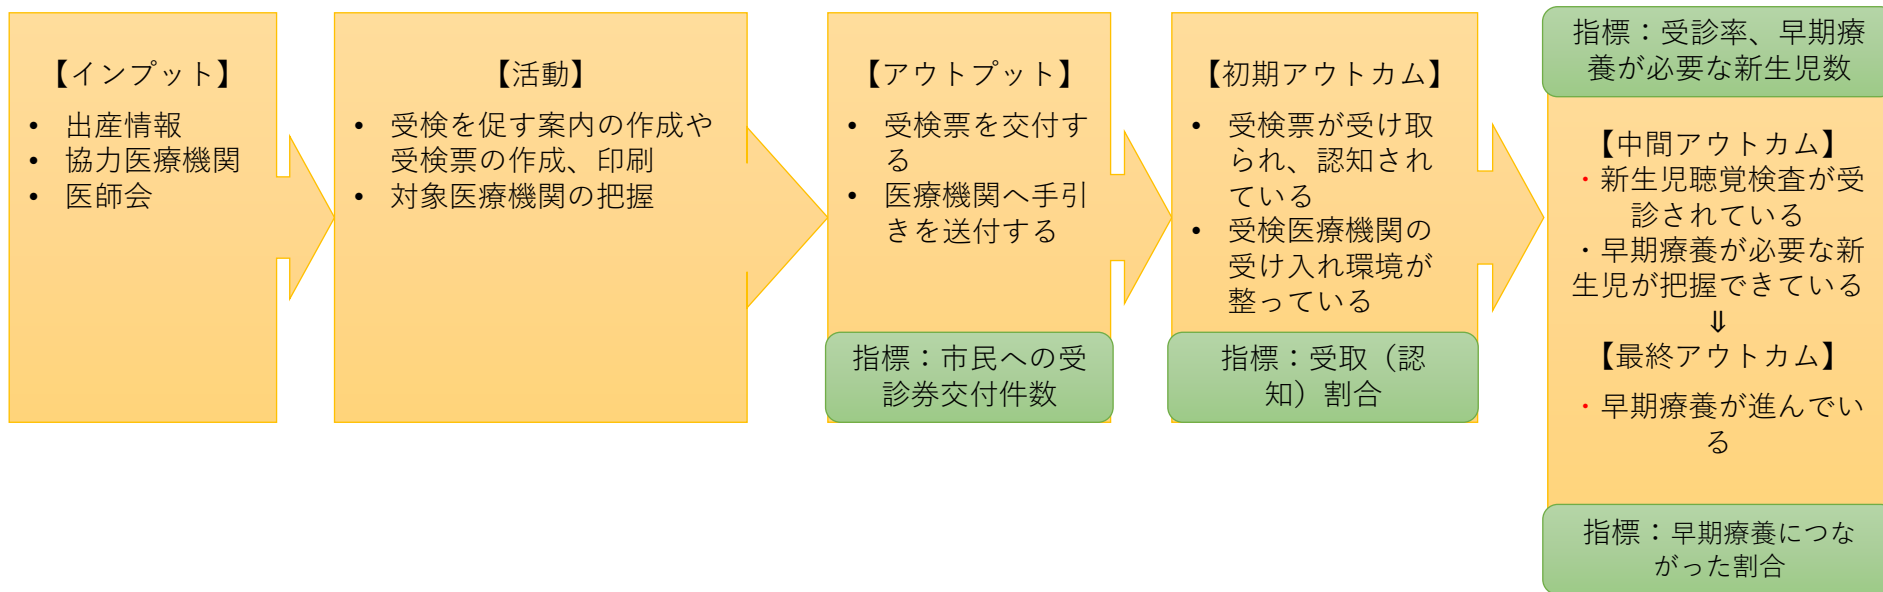 【インプット】
• 出産情報
• 協力医療機関
• 医師会
【活動】
• 受検を促す案内の作成や
受検票の作成、印刷
• 対象医療機関の把握
【アウトプット】
• 受検票を交付す
る
• 医療機関へ手引
きを送付する
指標：市民への受
診券交付件数
【初期アウトカム】
• 受検票が受け取
られ、認知され
ている
• 受検医療機関の
受け入れ環境が
整っている
指標：受取（認
知）割合
指標：受診率、早期療
養が必要な新生児数
【中間アウトカム】
・新生児聴覚検査が受
診されている
・早期療養が必要な新
生児が把握できている
⇓
【最終アウトカム】
・早期療養が進んでい
る
指標：早期療養につな
がった割合